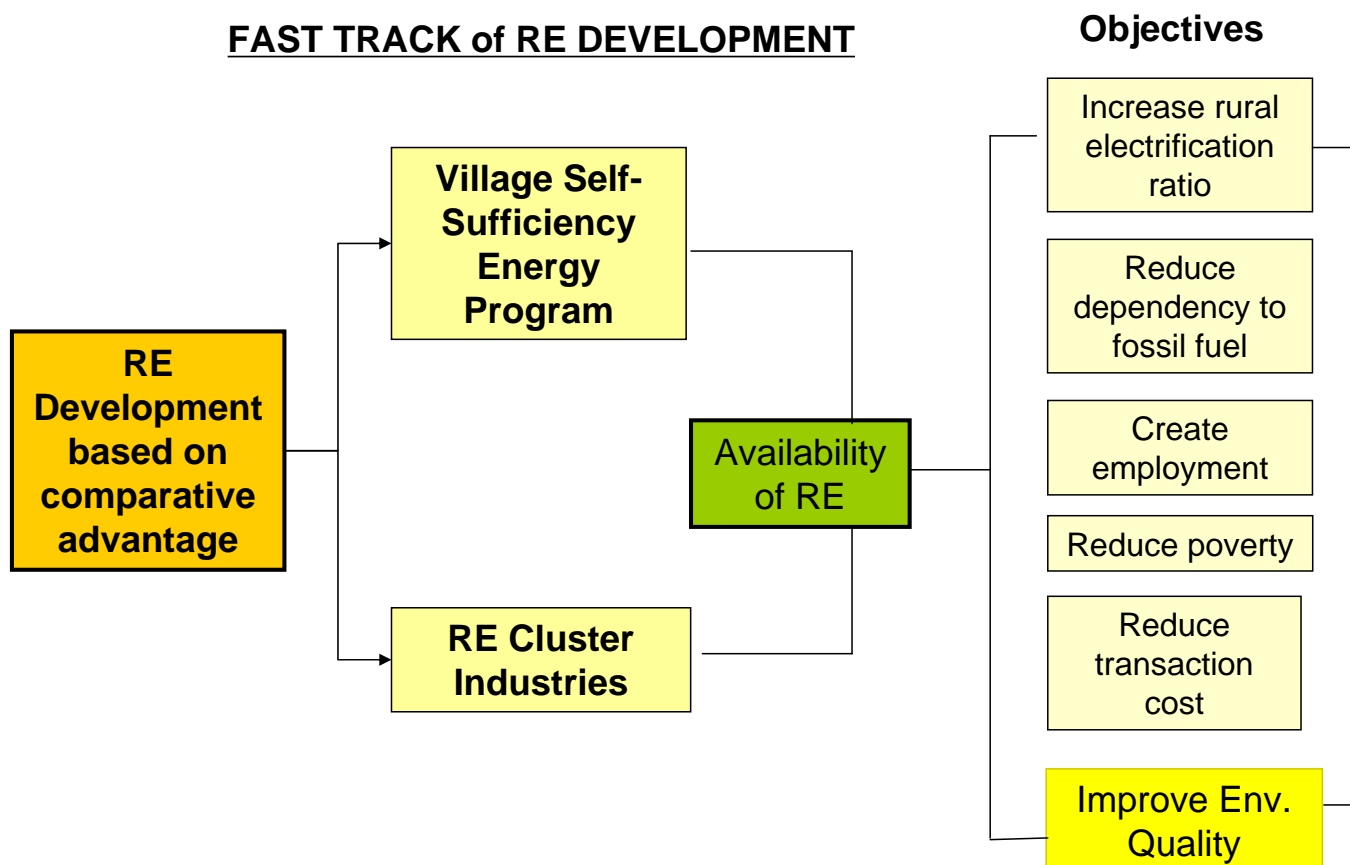 FAST TRACK of RE DEVELOPMENT
Objectives
RE
Development
based on
comparative
advantage
Village Self-
Sufficiency
Energy
Program
RE Cluster
Industries
Availability
of RE
Increase rural
electrification
ratio
Reduce
dependency to
fossil fuel
Create
employment
Reduce poverty
Reduce
transaction
cost
Improve Env.
Quality